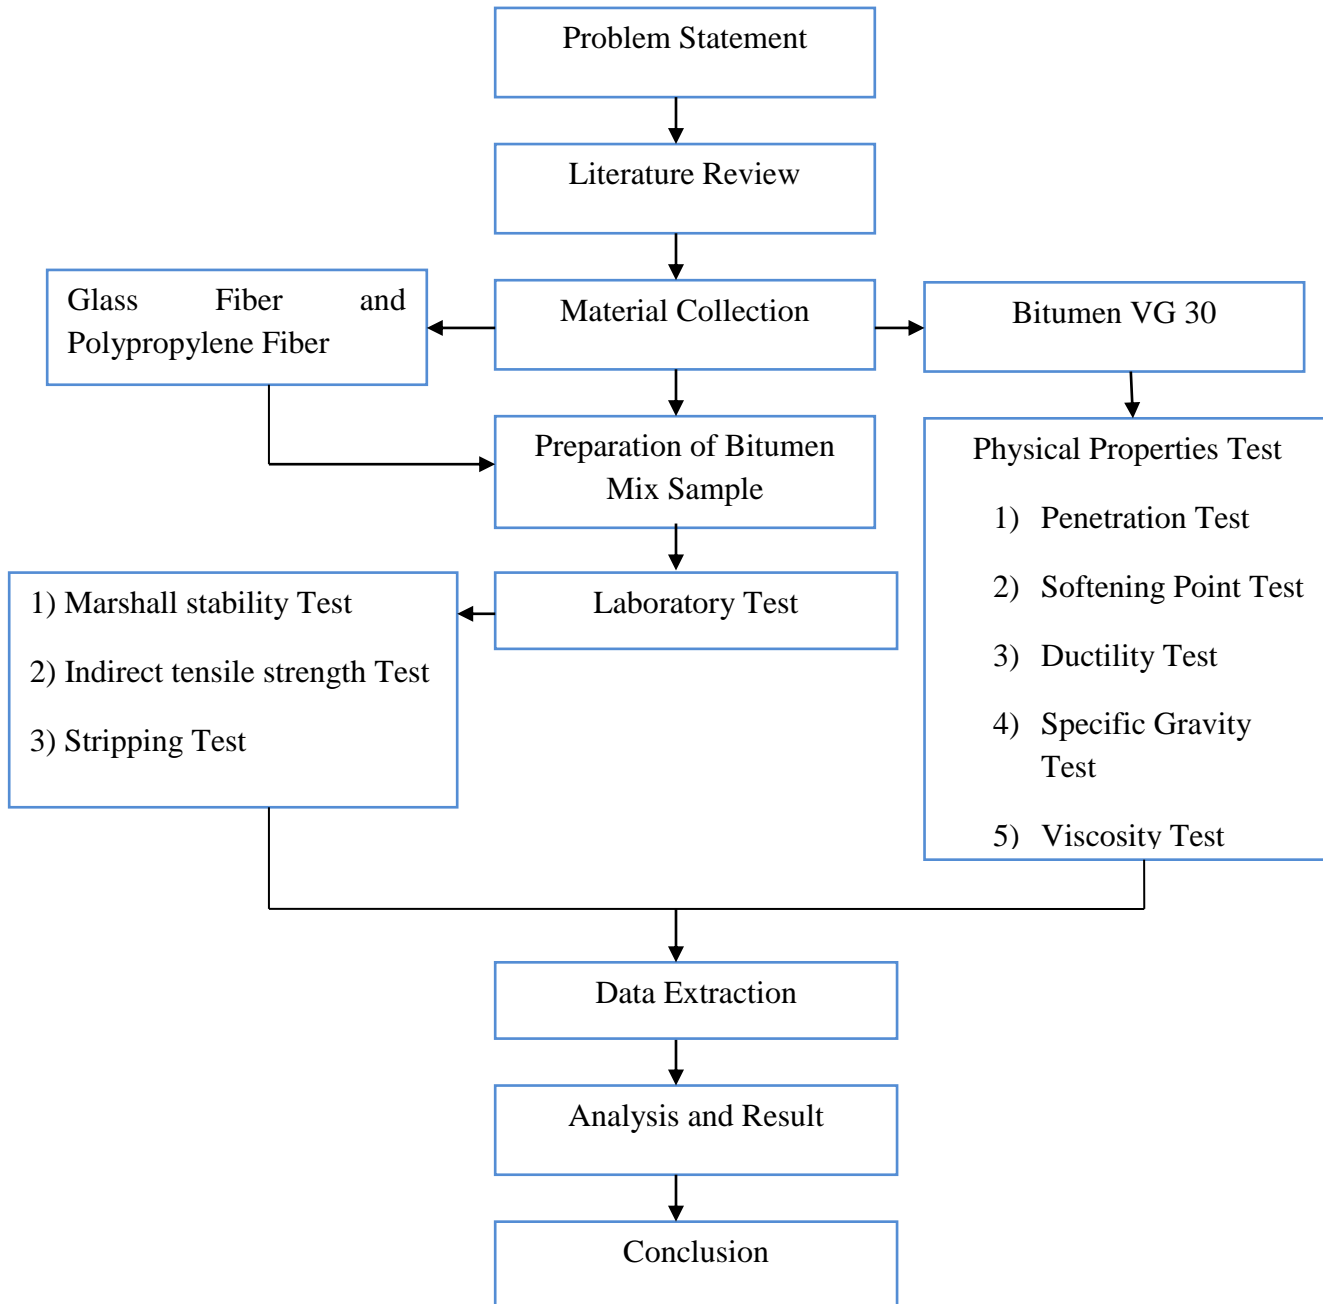 Problem Statement
Literature Review
Material Collection
Glass Fiber and
Polypropylene Fiber
Bitumen VG 30
Preparation of Bitumen
Mix Sample
Physical Properties Test
1) Penetration Test
2) Softening Point Test
3) Ductility Test
4) Specific Gravity
Test
5) Viscosity Test
Laboratory Test
1) Marshall stability Test
2) Indirect tensile strength Test
3) Stripping Test
Data Extraction
Analysis and Result
Conclusion